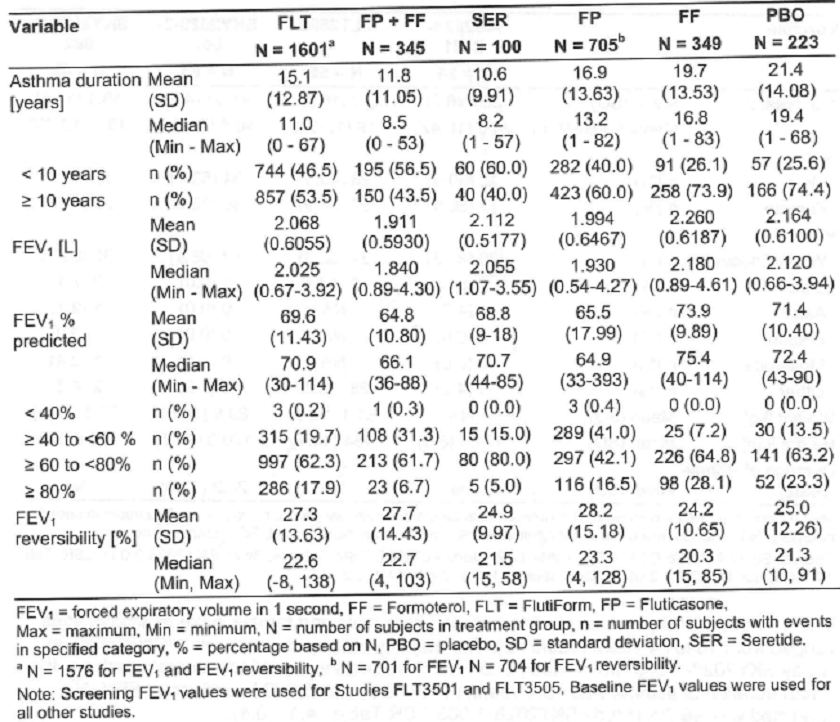 Variable FLT FP + FF SER FP FF PBO
N = 1601ᵃ N = 345 N = 100 N = 705ᵇ N = 349 N = 223
Asthma duration Mean 15.1 11.8 10.6 16.9 19.7 21.4
[years] (SD) (12.87) (11.05) (9.91) (13.63) (13.53) (14.08)
Median 11.0 8.5 8.2 13.2 16.8 19.4
(Min - Max) (0 - 67) (0 - 53) (1 - 57) (1 - 82) (1 - 83) (1 - 68)
< 10 years n (%) 744 (46.5) 195 (56.5) 60 (60.0) 282 (40.0) 91 (26.1) 57 (25.6)
≥ 10 years n (%) 857 (53.5) 150 (43.5) 40 (40.0) 423 (60.0) 258 (73.9) 166 (74.4)
Mean 2.068 1.911 2.112 1.994 2.260 2.164
FEV₁ [L] (SD) (0.6055) (0.5930) (0.5177) (0.6467) (0.6187) (0.6100)
Median 2.025 1.840 2.055 1.930 2.180 2.120
(Min - Max) (0.67-3.92) (0.89-4.30) (1.07-3.55) (0.54-4.27) (0.89-4.61) (0.66-3.94)
FEV₁ % Mean 69.6 64.8 68.8 65.5 73.9 71.4
predicted (SD) (11.43) (10.80) (9-18) (17.99) (9.89) (10.40)
Median 70.9 66.1 70.7 64.9 75.4 72.4
(Min - Max) (30-114) (36-88) (44-85) (33-393) (40-114) (43-90)
< 40% n (%) 3 (0.2) 1 (0.3) 0 (0.0) 3 (0.4) 0 (0.0) 0 (0.0)
≥ 40 to <60 % n (%) 315 (19.7) 108 (31.3) 15 (15.0) 289 (41.0) 25 (7.2) 30 (13.5)
≥ 60 to <80% n (%) 997 (62.3) 213 (61.7) 80 (80.0) 297 (42.1) 226 (64.8) 141 (63.2)
≥ 80% n (%) 286 (17.9) 23 (6.7) 5 (5.0) 116 (16.5) 98 (28.1) 52 (23.3)
FEV₁ Mean 27.3 27.7 24.9 28.2 24.2 25.0
reversibility [%] (SD) (13.63) (14.43) (9.97) (15.18) (10.65) (12.26)
Median 22.6 22.7 21.5 23.3 20.3 21.3
(Min, Max) (-8, 138) (4, 103) (15, 58) (4, 128) (15, 85) (10, 91)
FEV₁ = forced expiratory volume in 1 second, FF = Formoterol, FLT = FlutiForm, FP = Fluticasone,
Max = maximum, Min = minimum, N = number of subjects in treatment group, n = number of subjects with events
in specified category, % = percentage based on N, PBO = placebo, SD = standard deviation, SER = Seretide.
ᵃ N = 1576 for FEV₁ and FEV₁ reversibility, ᵇ N = 701 for FEV₁ N = 704 for FEV₁ reversibility.
Note: Screening FEV₁ values were used for Studies FLT3501 and FLT3505, Baseline FEV₁ values were used for
all other studies.